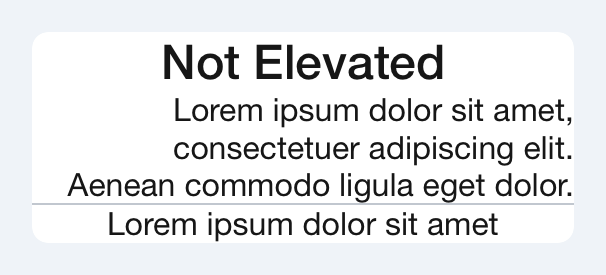 Not Elevated
Lorem ipsum dolor sit amet,
consectetuer adipiscing elit.
Aenean commodo ligula eget dolor.
Lorem ipsum dolor sit amet